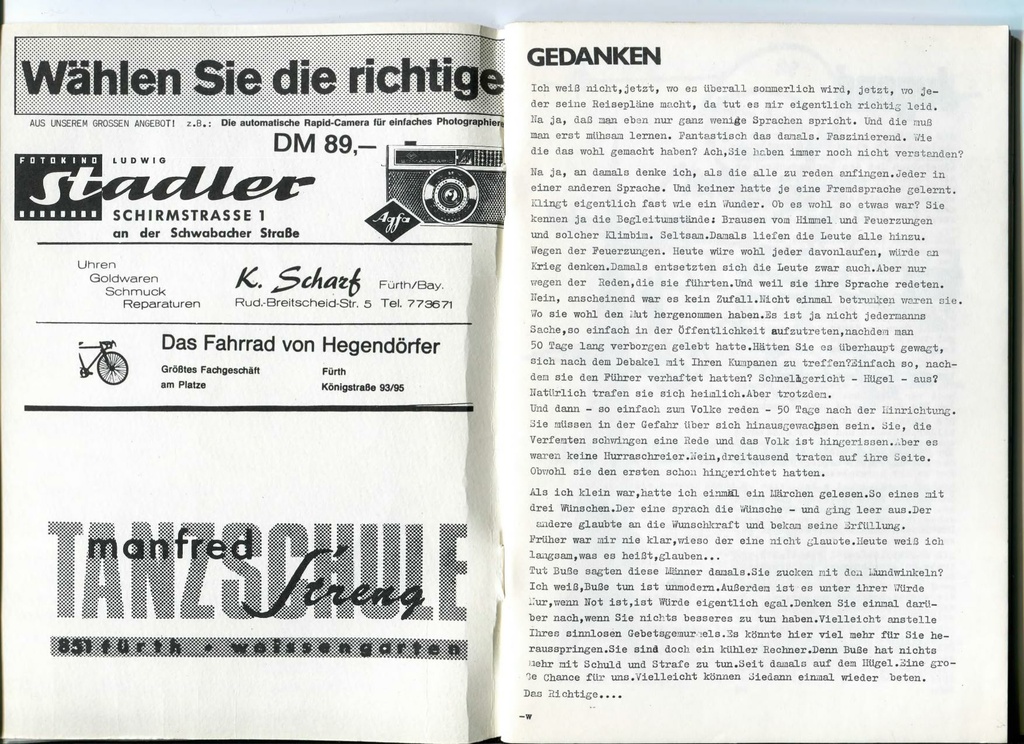 Wählen Sie die richtige
AUS UNSEREM GROSSEN ANGEBOT! z.B.: Die automatische Rapid-Camera für einfaches Photographiere
DM 89,—
FOTOKINO LUDWIG
Stadler
SCHIRMSTRASSE 1
an der Schwabacher Straße
Agfa
Uhren
Goldwaren
Schmuck
Reparaturen
K. Scharf Fürth/Bay.
Rud.-Breitscheid-Str. 5 Tel. 773671
Das Fahrrad von Hegendörfer
Größtes Fachgeschäft Fürth
am Platze Königstraße 93/95
TANZSCHULE
manfred
Streng
851 fürth • weissengarten
GEDANKEN
Ich weiß nicht,jetzt, wo es überall sommerlich wird, jetzt, wo je-
der seine Reisepläne macht, da tut es mir eigentlich richtig leid.
Na ja, daß man eben nur ganz wenige Sprachen spricht. Und die muß
man erst mühsam lernen. Fantastisch das damals. Faszinierend. Wie
die das wohl gemacht haben? Ach,Sie haben immer noch nicht verstanden?
Na ja, an damals denke ich, als die alle zu reden anfingen.Jeder in
einer anderen Sprache. Und keiner hatte je eine Fremdsprache gelernt.
Klingt eigentlich fast wie ein Wunder. Ob es wohl so etwas war? Sie
kennen ja die Begleitumstände: Brausen vom Himmel und Feuerzungen
und solcher Klimbim. Seltsam.Damals liefen die Leute alle hinzu.
Wegen der Feuerzungen. Heute wäre wohl jeder davonlaufen, würde an
Krieg denken.Damals entsetzten sich die Leute zwar auch.Aber nur
wegen der Reden,die sie führten.Und weil sie ihre Sprache redeten.
Nein, anscheinend war es kein Zufall.Nicht einmal betrunken waren sie.
Wo sie wohl den Mut hergenommen haben.Es ist ja nicht jedermanns
Sache,so einfach in der Öffentlichkeit aufzutreten,nachdem man
50 Tage lang verborgen gelebt hatte.Hätten Sie es überhaupt gewagt,
sich nach dem Debakel mit Ihren Kumpanen zu treffen?Einfach so, nach-
dem sie den Führer verhaftet hatten? Schnellgericht - Hügel - aus?
Natürlich trafen sie sich heimlich.Aber trotzdem.
Und dann - so einfach zum Volke reden - 50 Tage nach der Hinrichtung.
Sie müssen in der Gefahr über sich hinausgewachsen sein. Sie, die
Verfemten schwingen eine Rede und das Volk ist hingerissen.Aber es
waren keine Hurraschreier.Nein,dreitausend traten auf ihre Seite.
Obwohl sie den ersten schon hingerichtet hatten.
Als ich klein war,hatte ich einmal ein Märchen gelesen.So eines mit
drei Wünschen.Der eine sprach die Wünsche - und ging leer aus.Der
andere glaubte an die Wunschkraft und bekam seine Erfüllung.
Früher war mir nie klar,wieso der eine nicht glaubte.Heute weiß ich
langsam,was es heißt,glauben...
Tut Buße sagten diese Männer damals.Sie zucken mit den Mundwinkeln?
Ich weiß,Buße tun ist unmodern.Außerdem ist es unter ihrer Würde
Nur,wenn Not ist,ist Würde eigentlich egal.Denken Sie einmal darü-
ber nach,wenn Sie nichts besseres zu tun haben.Vielleicht anstelle
Ihres sinnlosen Gebetsgemurmels.Es könnte hier viel mehr für Sie he-
rausspringen.Sie sind doch ein kühler Rechner.Denn Buße hat nichts
mehr mit Schuld und Strafe zu tun.Seit damals auf dem Hügel.Eine gro-
ße Chance für uns.Vielleicht können Siedann einmal wieder beten.
Das Richtige....
-w